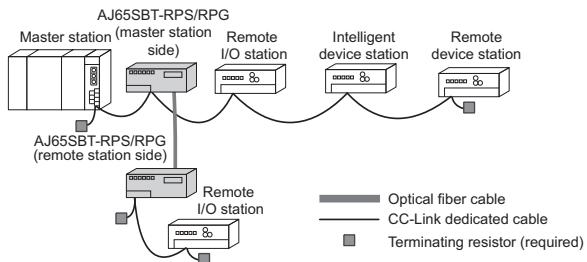 AJ65SBT-RPS/RPG
(master station
side)
Master station
Remote
I/O station
Intelligent
device station
Remote
device station
AJ65SBT-RPS/RPG
(remote station side)
Remote
I/O station
Optical fiber cable
CC-Link dedicated cable
Terminating resistor (required)